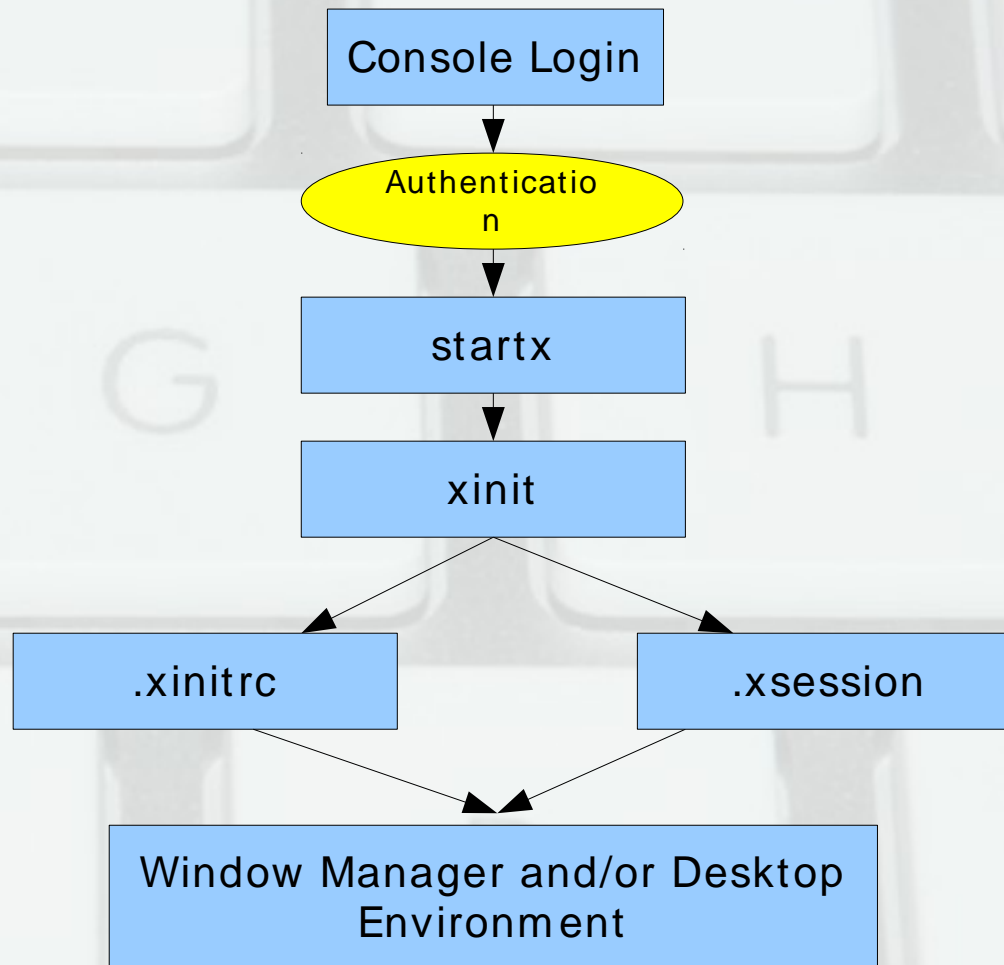 Console Login
Authenticatio
n
startx
G
H
xinit
.xinitrc
.xsession
Window Manager and/or Desktop
Environment